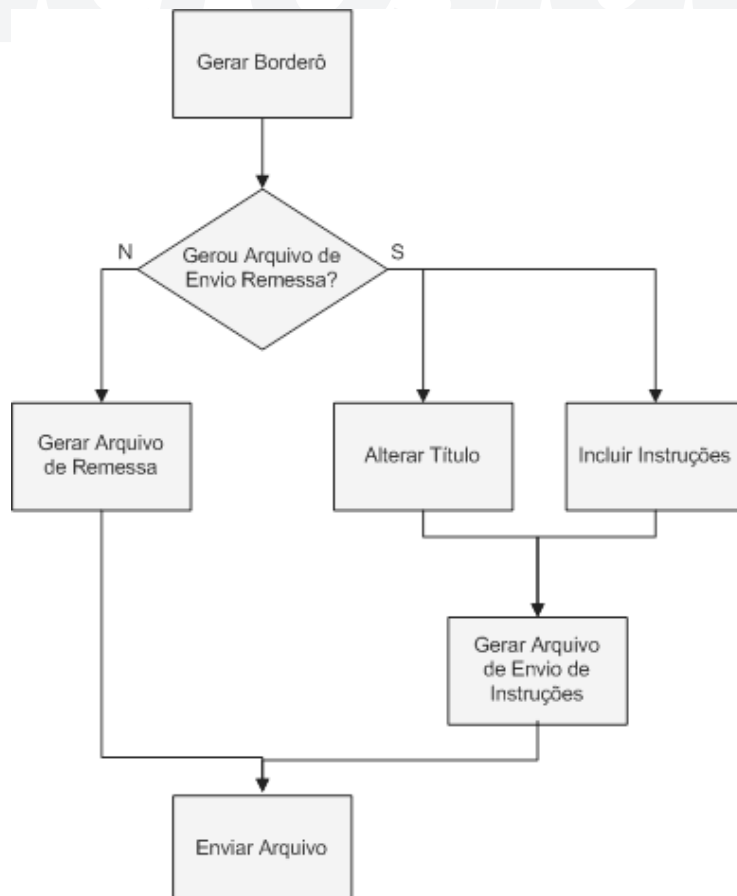 Gerar Borderô
Gerou Arquivo de
Envio Remessa?
N
S
Gerar Arquivo
de Remessa
Alterar Título
Incluir Instruções
Gerar Arquivo
de Envio de
Instruções
Enviar Arquivo